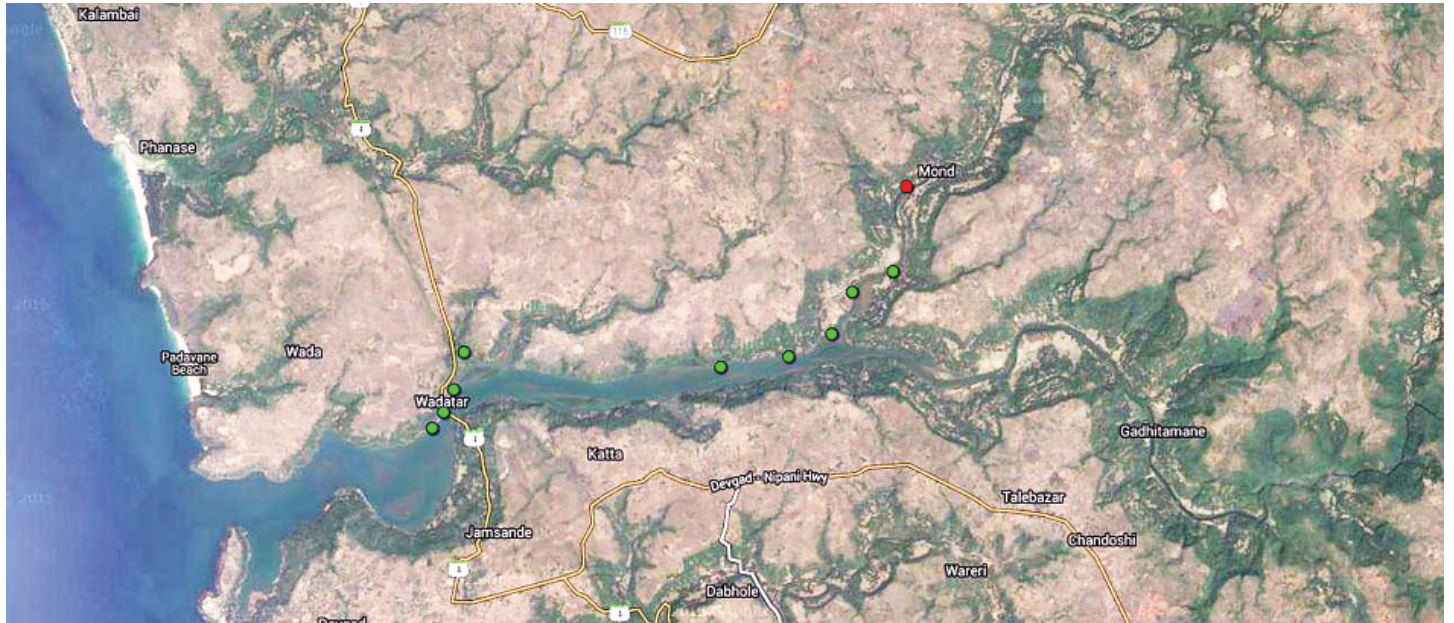 Kalambai
115
4
Phanase
Mond
Padavane
Beach
Wada
Wadatar
4
Gadhitamane
Katta
Devgad - Nipani Hwy
Talebazar
Jamsande
Chandoshi
4
Wareri
Dabhole
4